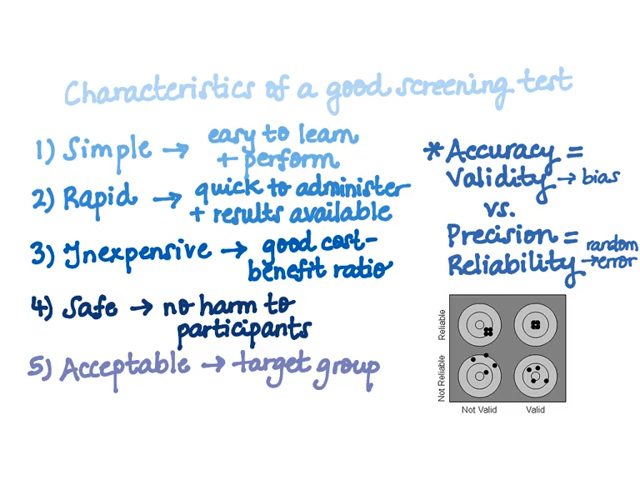 Characteristics of a good screening test
1) Simple → easy to learn
+ perform
2) Rapid → quick to administer
+ results available
3) Inexpensive → good cost-
benefit ratio
4) Safe → no harm to
participants
5) Acceptable → target group
* Accuracy =
Validity → bias
vs.
Precision =
Reliability → random
error
Reliable
Not Reliable
Not Valid
Valid